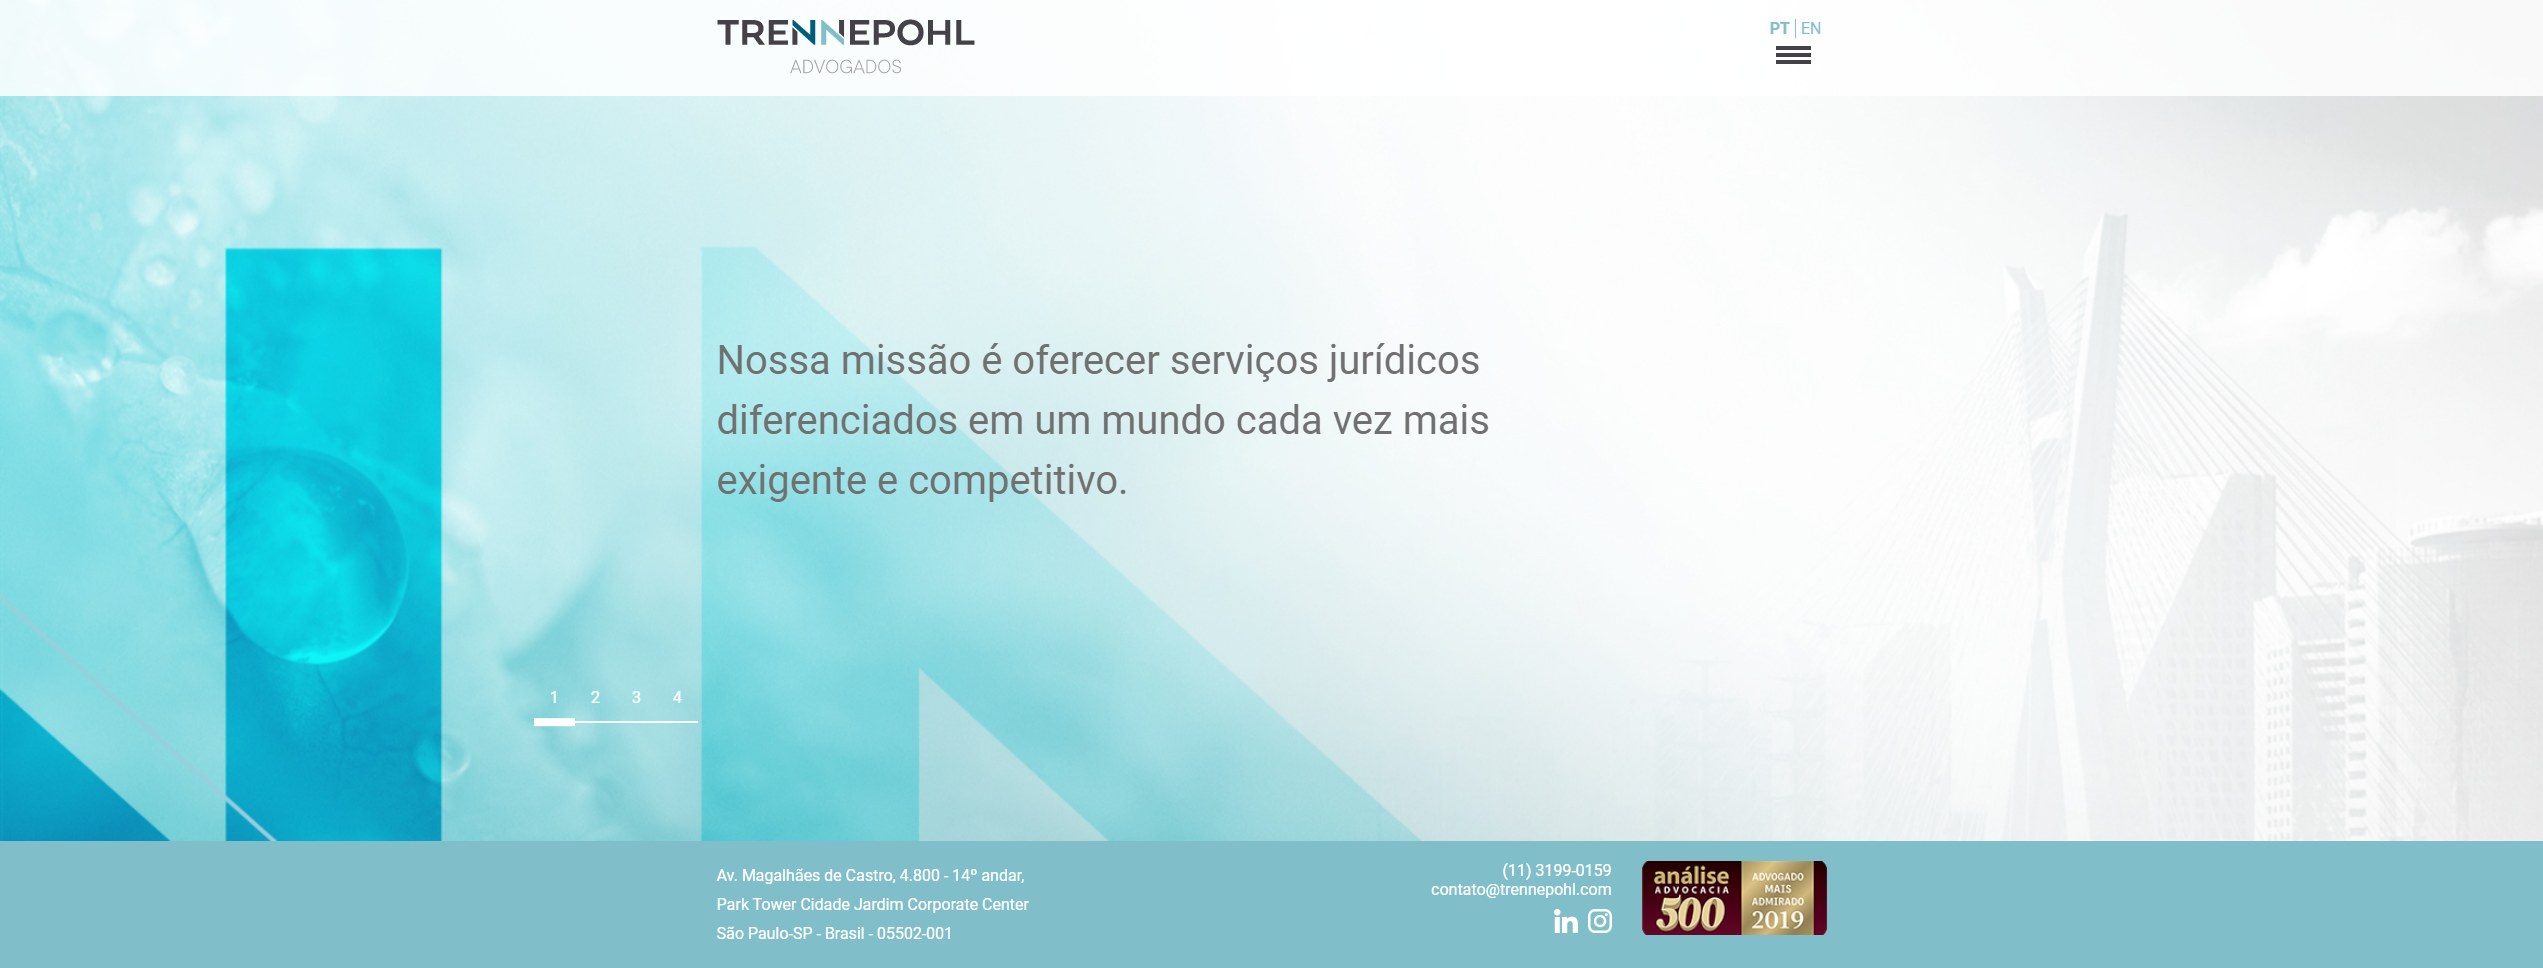 TRENNEPOHL
ADVOGADOS
PT | EN
Nossa missão é oferecer serviços jurídicos
diferenciados em um mundo cada vez mais
exigente e competitivo.
1 2 3 4
Av. Magalhães de Castro, 4.800 - 14º andar,
Park Tower Cidade Jardim Corporate Center
São Paulo-SP - Brasil - 05502-001
(11) 3199-0159
contato@trennepohl.com
in
análise
ADVOCACIA
500
ADVOGADO
MAIS
ADMIRADO
2019